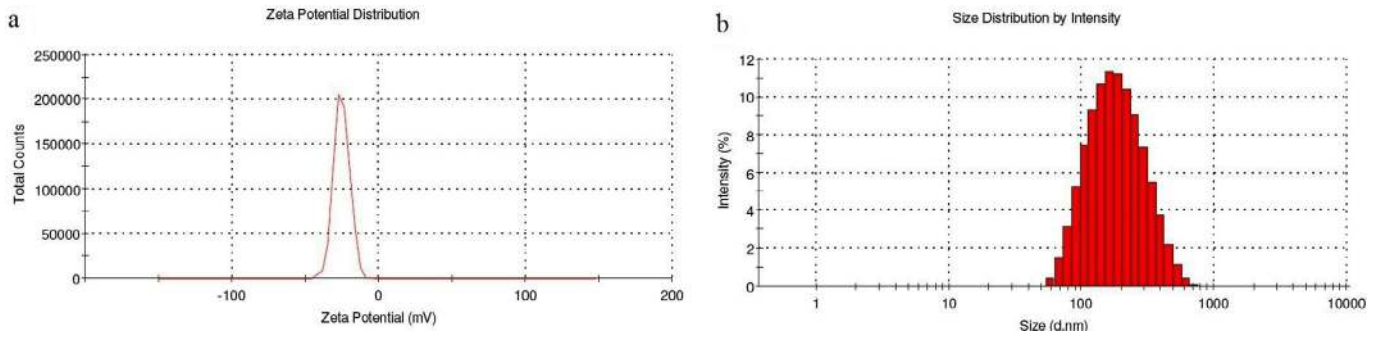 a
Zeta Potential Distribution
250000
200000
150000
100000
50000
0
Total Counts
-100
0
100
200
Zeta Potential (mV)
b
Size Distribution by Intensity
12
10
8
6
4
2
0
Intensity (%)
1
10
100
1000
10000
Size (d.nm)